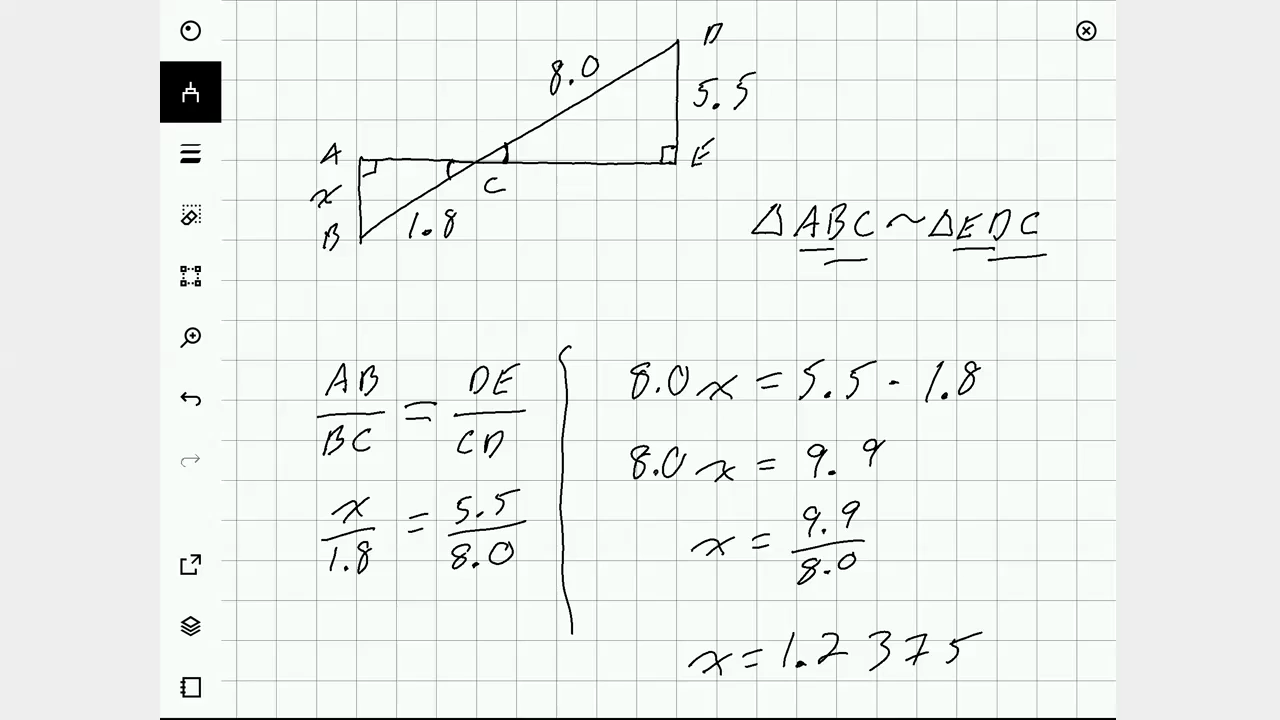 D
8.0
5.5
A
E
x
C
B
1.8
△ABC ~ △EDC
AB/BC = DE/CD
x/1.8 = 5.5/8.0
8.0x = 5.5 · 1.8
8.0x = 9.9
x = 9.9/8.0
x = 1.2375